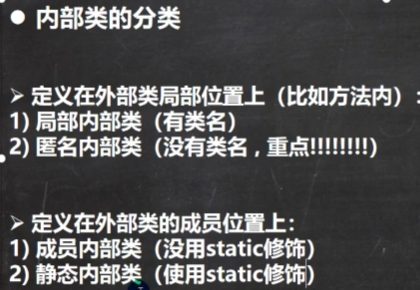 ● 内部类的分类
➢ 定义在外部类局部位置上（比如方法内）：
1) 局部内部类（有类名）
2) 匿名内部类（没有类名，重点!!!!!!!!）
➢ 定义在外部类的成员位置上：
1) 成员内部类（没用static修饰）
2) 静态内部类（使用static修饰）